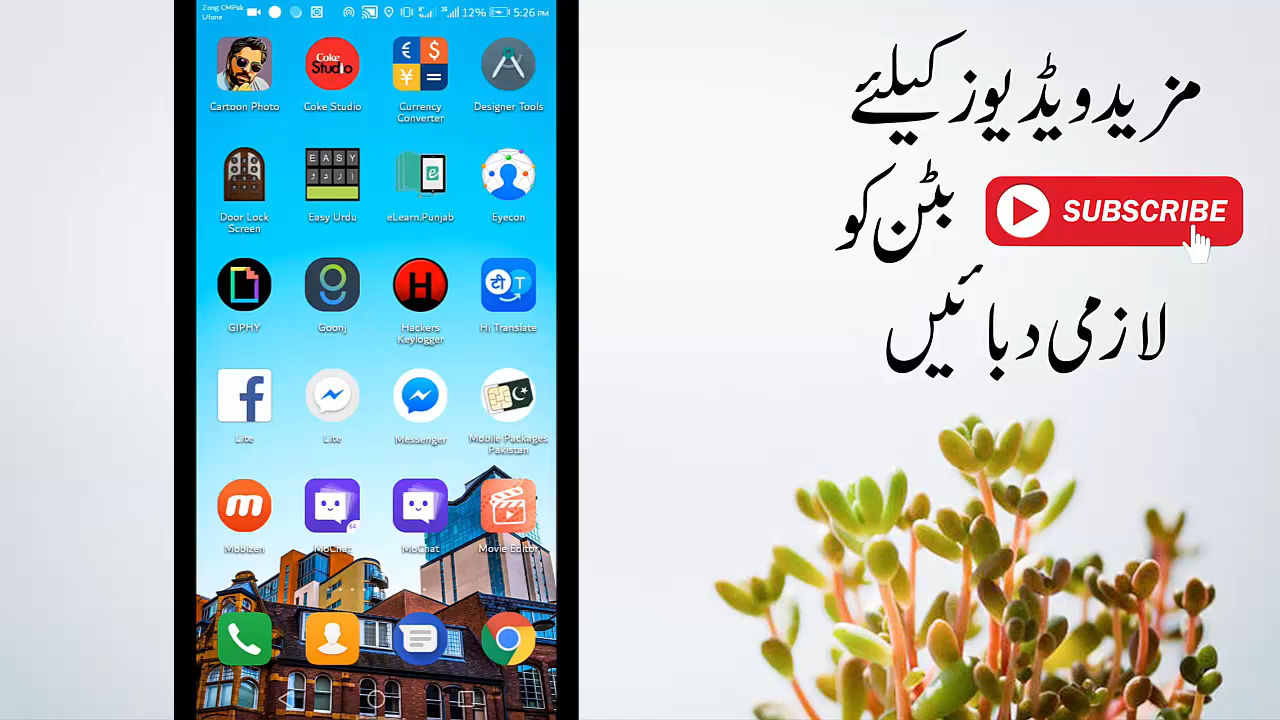 Zong CMPak
Ufone
12% 5:26 PM
Cartoon Photo
Coke Studio
Currency Converter
Designer Tools
Door Lock Screen
EASY
Easy Urdu
eLearn.Punjab
Eyecon
GIPHY
Goonj
Hackers Keylogger
Hi Translate
Lite
Lite
Messenger
Mobile Packages Pakistan
Mobizen
MoChat
64
MoChat
Movie Editor
مزید ویڈیوز کیلئے
بٹن کو
SUBSCRIBE
لازمی دبائیں